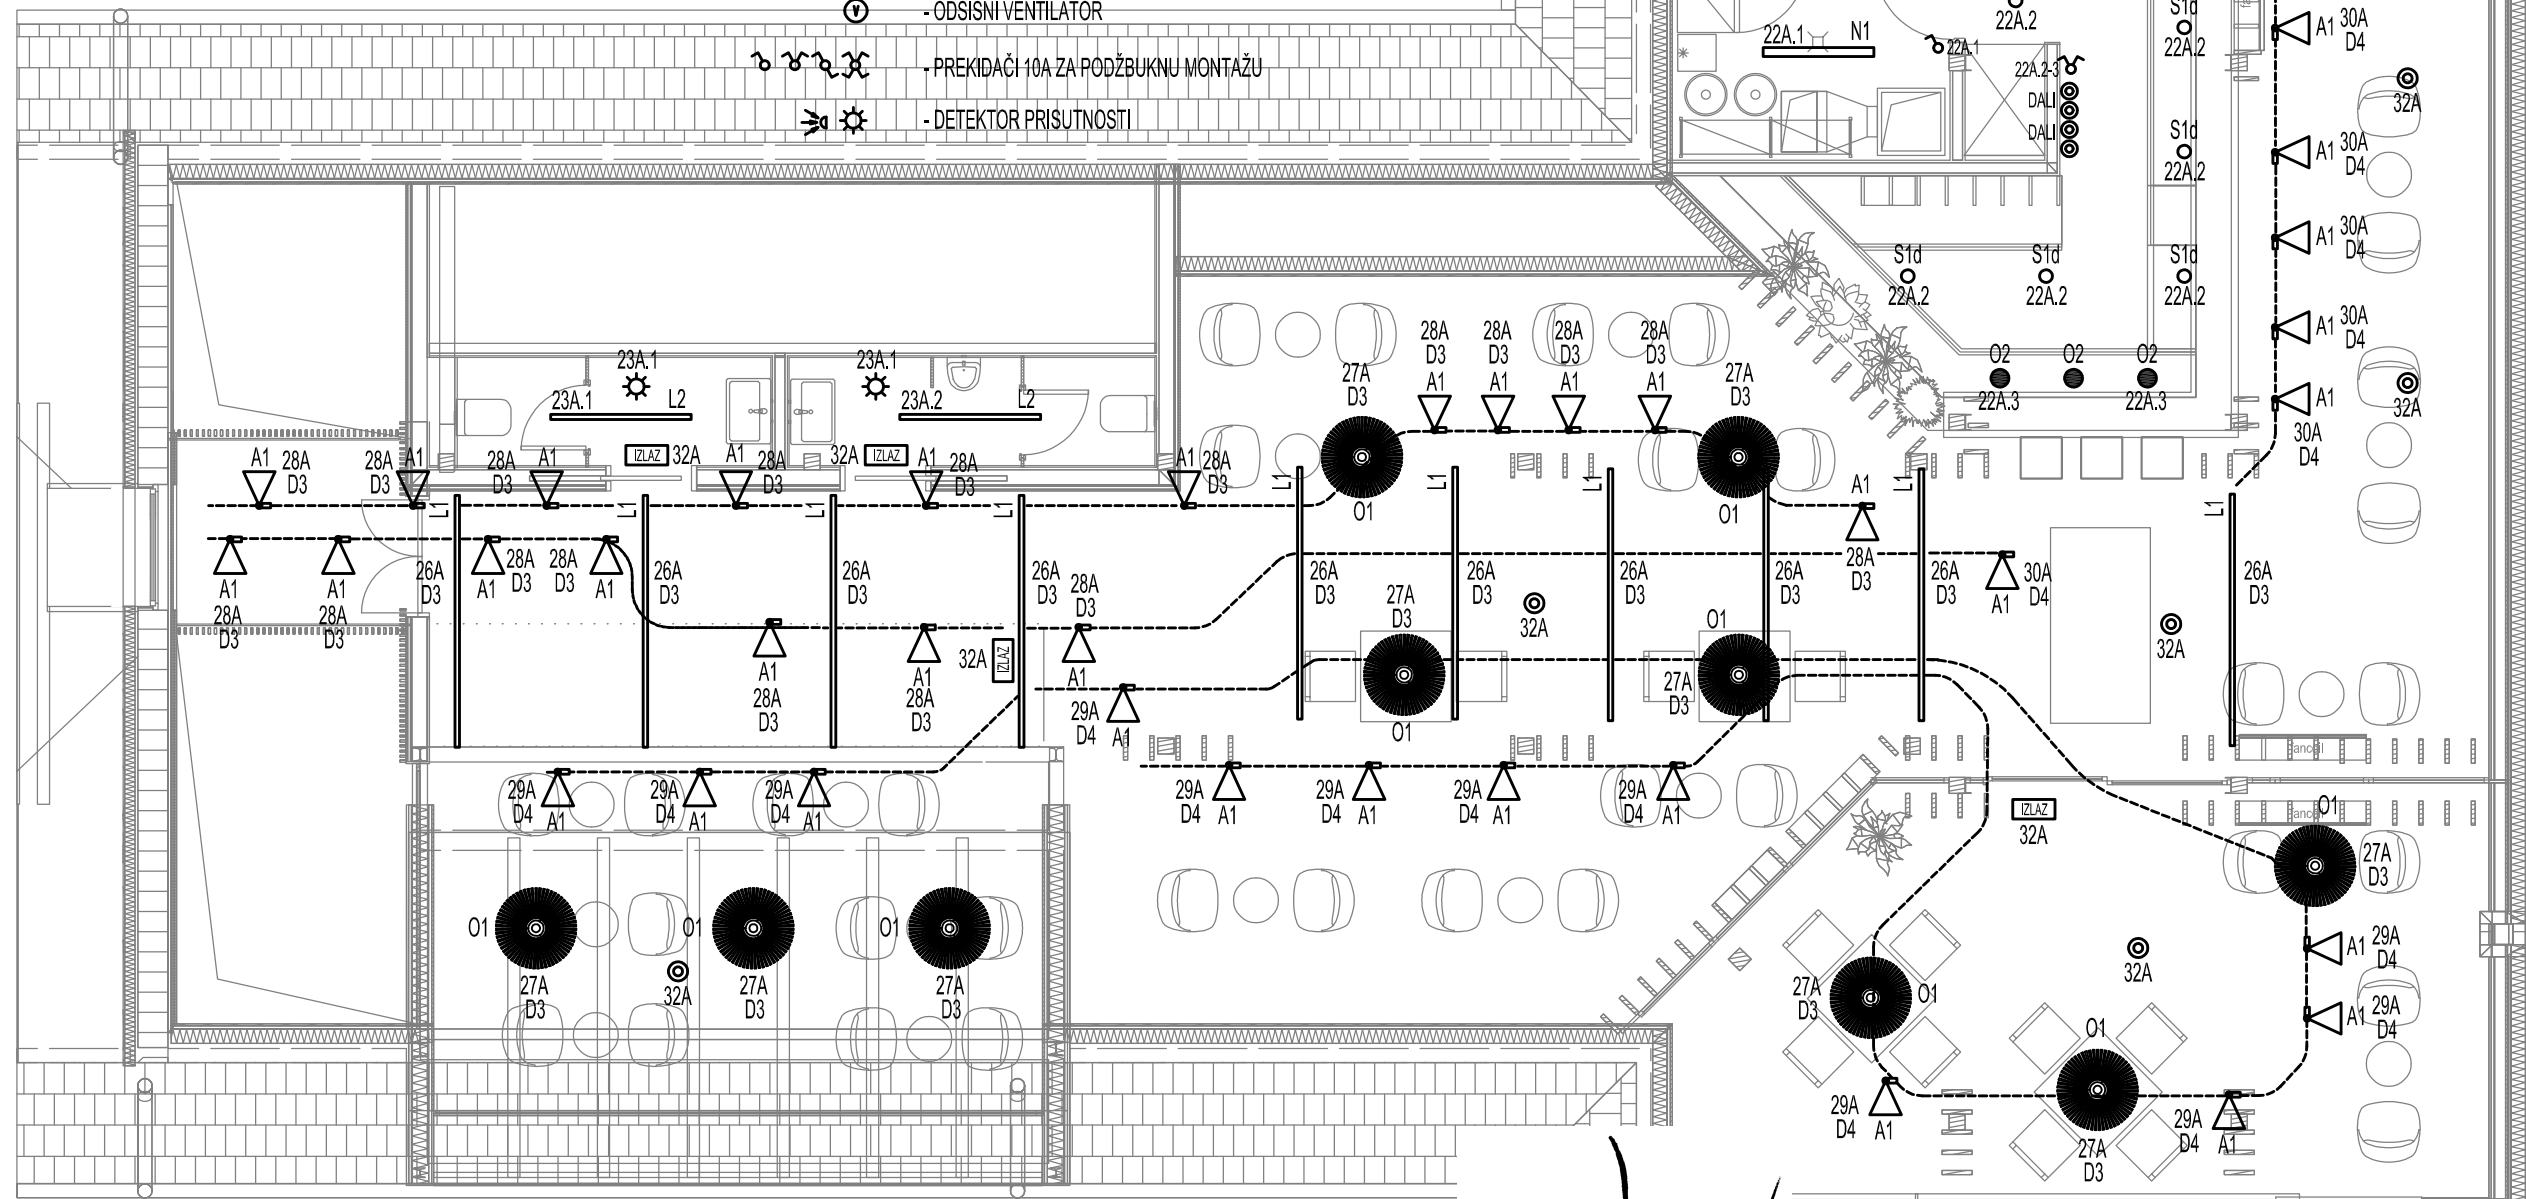 - ODSISNI VENTILATOR
- PREKIDAČI 10A ZA PODŽBUKNU MONTAŽU
- DETEKTOR PRISUTNOSTI
V
22A.1 N1 22A.1
22A.2
S1d
22A.2
22A.2-3
DALI
DALI
A1 30A
D4
32A
S1d
22A.2
A1 30A
D4
A1 30A
D4
S1d S1d S1d
22A.2 22A.2 22A.2
A1 30A
D4
O2 O2 O2
22A.3 22A.3
A1
30A
D4
32A
23A.1 23A.1
23A.1 L2 23A.2 L2
IZLAZ 32A
32A IZLAZ
28A 28A 28A 28A
D3 D3 D3 D3
A1 A1 A1 A1
27A
D3
O1
27A
D3
O1
A1 A1 A1 A1 A1 A1
28A 28A 28A 28A 28A 28A
D3 D3 D3 D3 D3 D3
L1 L1 L1 L1 L1 L1 L1 L1 L1 L1
A1
28A
D3
A1 A1 A1 A1
28A 28A 28A 28A
D3 D3 D3 D3
26A 26A 26A 26A 26A 26A 26A 26A 26A 26A
D3 D3 D3 D3 D3 D3 D3 D3 D3 D3
28A
D3
A1
30A
D4
A1
27A
D3
O1
32A
O1
27A
D3
32A
32A IZLAZ
A1 A1
28A 28A
D3 D3
29A
D4 A1
29A 29A 29A
D4 D4 D4
A1 A1 A1
29A 29A 29A 29A
D4 D4 D4 D4
A1 A1 A1 A1
fancoil
fancoil
IZLAZ
32A
O1
27A
D3
O1 O1 O1
27A 27A 27A
D3 D3 D3
32A
A1 29A
D4
32A
27A
D3
O1
A1 29A
D4
O1
27A
D3
29A
D4 A1
29A
D4 A1